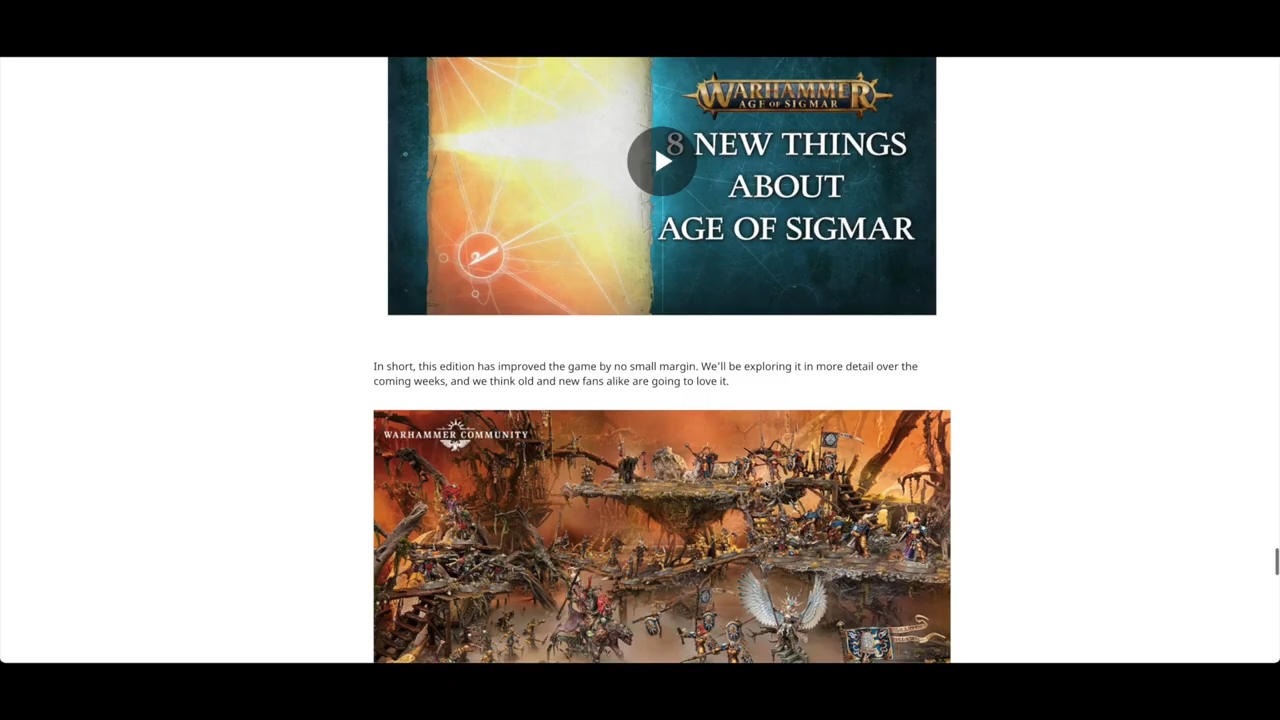 WARHAMMER
AGE OF SIGMAR
8 NEW THINGS
ABOUT
AGE OF SIGMAR
In short, this edition has improved the game by no small margin. We'll be exploring it in more detail over the
coming weeks, and we think old and new fans alike are going to love it.
WARHAMMER COMMUNITY